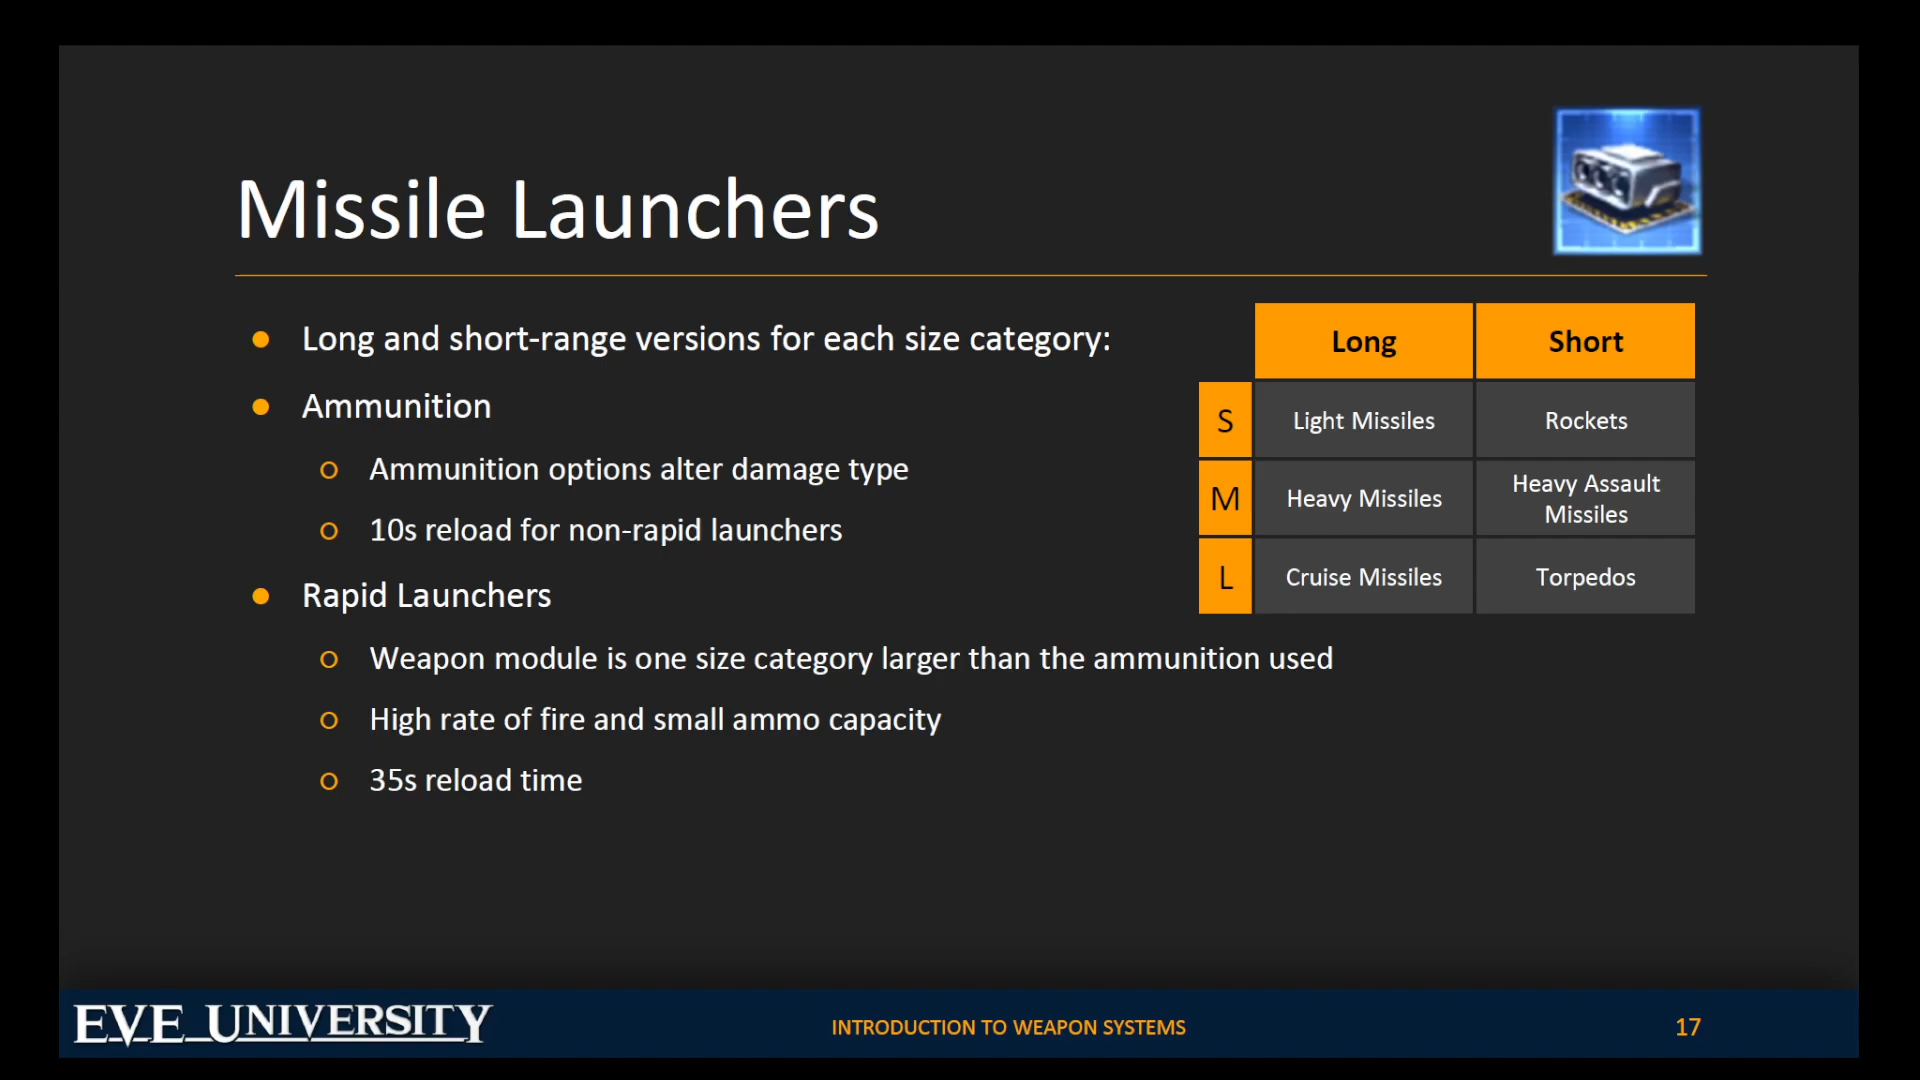 Missile Launchers
Long and short-range versions for each size category:
Ammunition
Ammunition options alter damage type
10s reload for non-rapid launchers
Rapid Launchers
Weapon module is one size category larger than the ammunition used
High rate of fire and small ammo capacity
35s reload time
Long Short
S Light Missiles Rockets
M Heavy Missiles Heavy Assault
Missiles
L Cruise Missiles Torpedos
EVE UNIVERSITY
INTRODUCTION TO WEAPON SYSTEMS
17